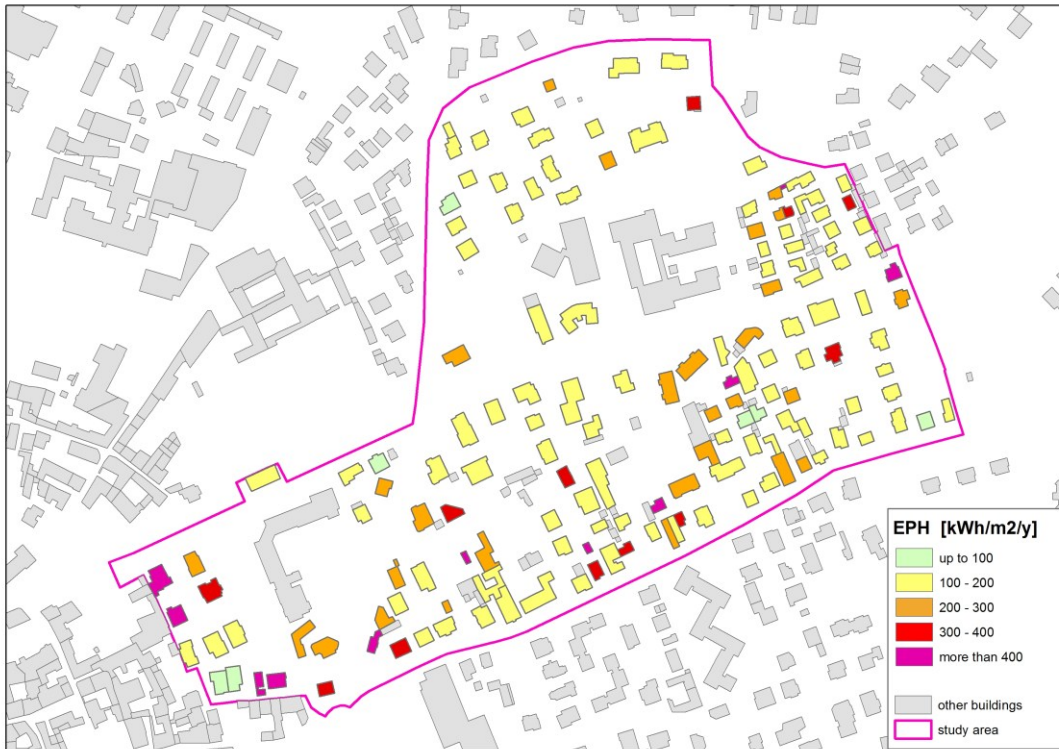 EPH [kWh/m2/y]
up to 100
100 - 200
200 - 300
300 - 400
more than 400
other buildings
study area